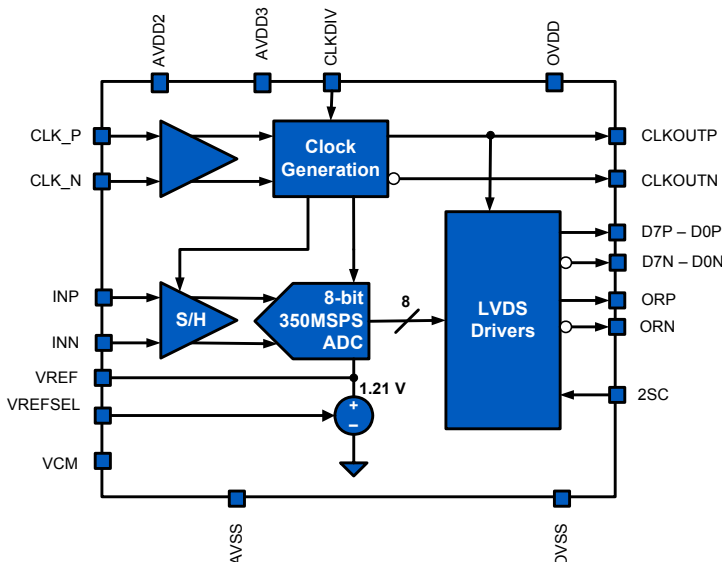 AVDD2
AVDD3
CLKDIV
OVDD
CLK_P
CLK_N
Clock
Generation
CLKOUTP
CLKOUTN
D7P – D0P
D7N – D0N
ORP
ORN
2SC
INP
INN
VREF
VREFSEL
VCM
S/H
8-bit
350MSPS
ADC
8
LVDS
Drivers
1.21 V
+
–
AVSS
OVSS